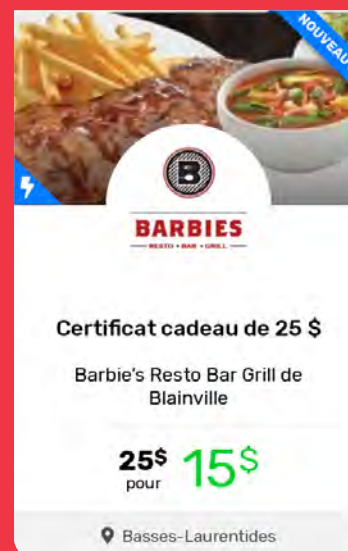 NOUVEAU
B
BARBIES
RESTO • BAR • GRILL
Certificat cadeau de 25 $
Barbie's Resto Bar Grill de
Blainville
25$ 15$
pour
Basses-Laurentides